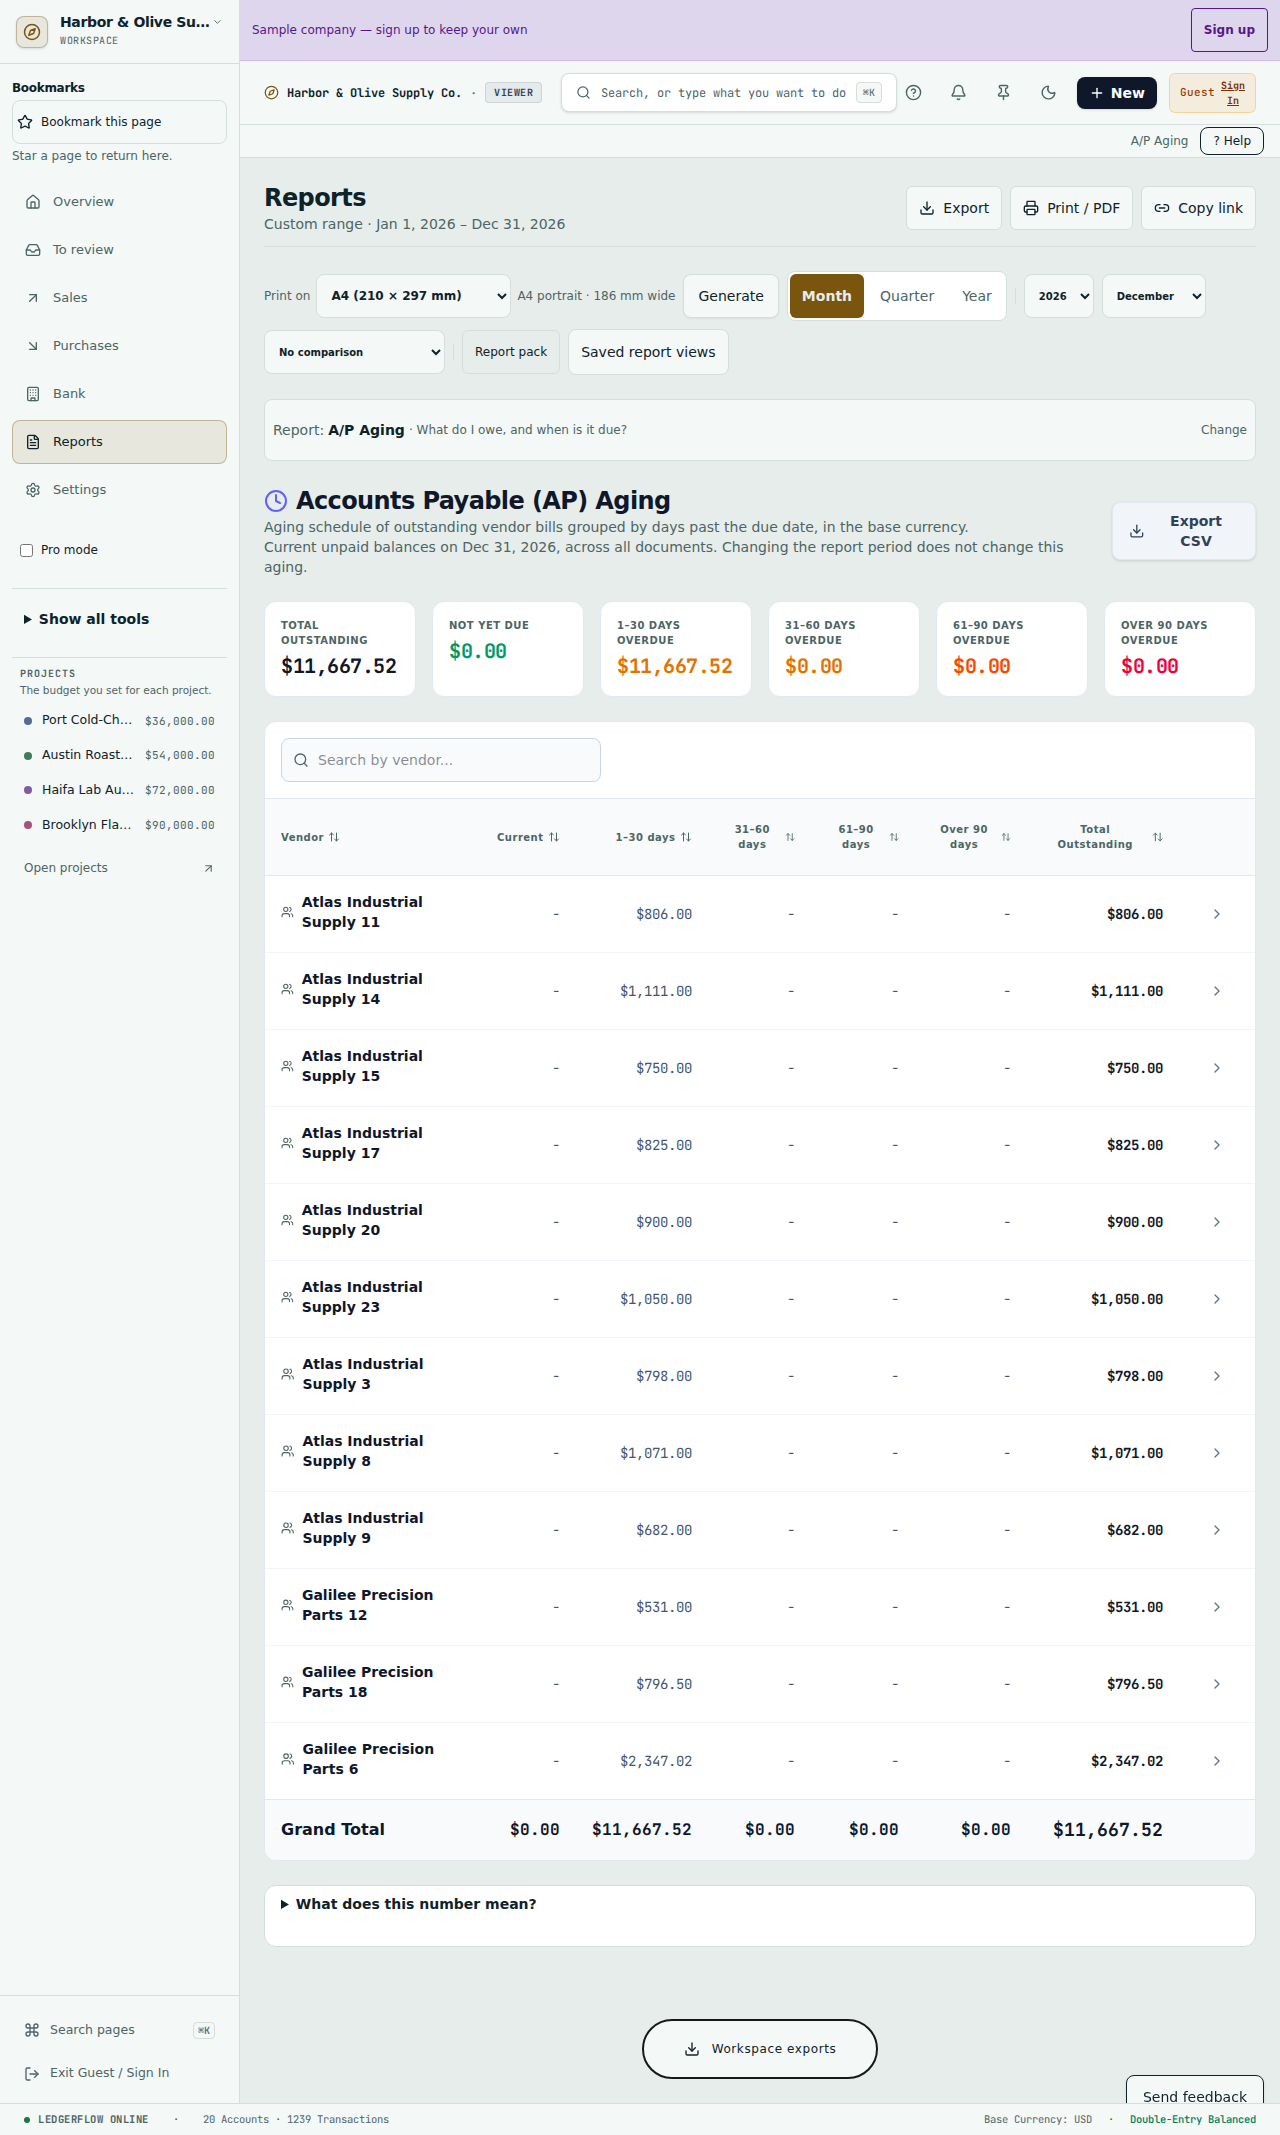 Harbor & Olive Su...
WORKSPACE
Bookmarks
Bookmark this page
Star a page to return here.
Overview
To review
Sales
Purchases
Bank
Reports
Settings
Pro mode
Show all tools
PROJECTS
The budget you set for each project.
Port Cold-Ch... $36,000.00
Austin Roast... $54,000.00
Haifa Lab Au... $72,000.00
Brooklyn Fla... $90,000.00
Open projects
Search pages ⌘K
Exit Guest / Sign In
Sample company — sign up to keep your own
Sign up
Harbor & Olive Supply Co. · VIEWER
Search, or type what you want to do ⌘K
New
Guest Sign In
A/P Aging
? Help
Reports
Custom range · Jan 1, 2026 – Dec 31, 2026
Export
Print / PDF
Copy link
Print on A4 (210 × 297 mm) A4 portrait · 186 mm wide Generate Month Quarter Year 2026 December
No comparison Report pack Saved report views
Report: A/P Aging · What do I owe, and when is it due? Change
Accounts Payable (AP) Aging
Aging schedule of outstanding vendor bills grouped by days past the due date, in the base currency.
Current unpaid balances on Dec 31, 2026, across all documents. Changing the report period does not change this
aging.
Export
CSV
TOTAL
OUTSTANDING
$11,667.52
NOT YET DUE
$0.00
1–30 DAYS
OVERDUE
$11,667.52
31–60 DAYS
OVERDUE
$0.00
61–90 DAYS
OVERDUE
$0.00
OVER 90 DAYS
OVERDUE
$0.00
Search by vendor...
Vendor Current 1–30 days 31–60 days 61–90 days Over 90 days Total Outstanding
Atlas Industrial
Supply 11 - $806.00 - - - $806.00
Atlas Industrial
Supply 14 - $1,111.00 - - - $1,111.00
Atlas Industrial
Supply 15 - $750.00 - - - $750.00
Atlas Industrial
Supply 17 - $825.00 - - - $825.00
Atlas Industrial
Supply 20 - $900.00 - - - $900.00
Atlas Industrial
Supply 23 - $1,050.00 - - - $1,050.00
Atlas Industrial
Supply 3 - $798.00 - - - $798.00
Atlas Industrial
Supply 8 - $1,071.00 - - - $1,071.00
Atlas Industrial
Supply 9 - $682.00 - - - $682.00
Galilee Precision
Parts 12 - $531.00 - - - $531.00
Galilee Precision
Parts 18 - $796.50 - - - $796.50
Galilee Precision
Parts 6 - $2,347.02 - - - $2,347.02
Grand Total $0.00 $11,667.52 $0.00 $0.00 $0.00 $11,667.52
What does this number mean?
Workspace exports
Send feedback
LEDGERFLOW ONLINE · 20 Accounts · 1239 Transactions
Base Currency: USD · Double-Entry Balanced